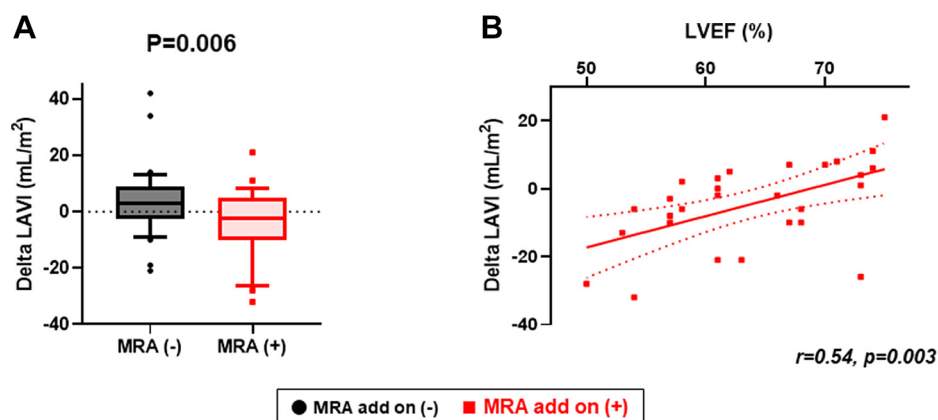 A
P=0.006
Delta LAVI (mL/m²)
40
20
0
-20
-40
MRA (-)
MRA (+)
B
LVEF (%)
50 60 70
Delta LAVI (mL/m²)
20
0
-20
-40
r=0.54, p=0.003
MRA add on (-) MRA add on (+)